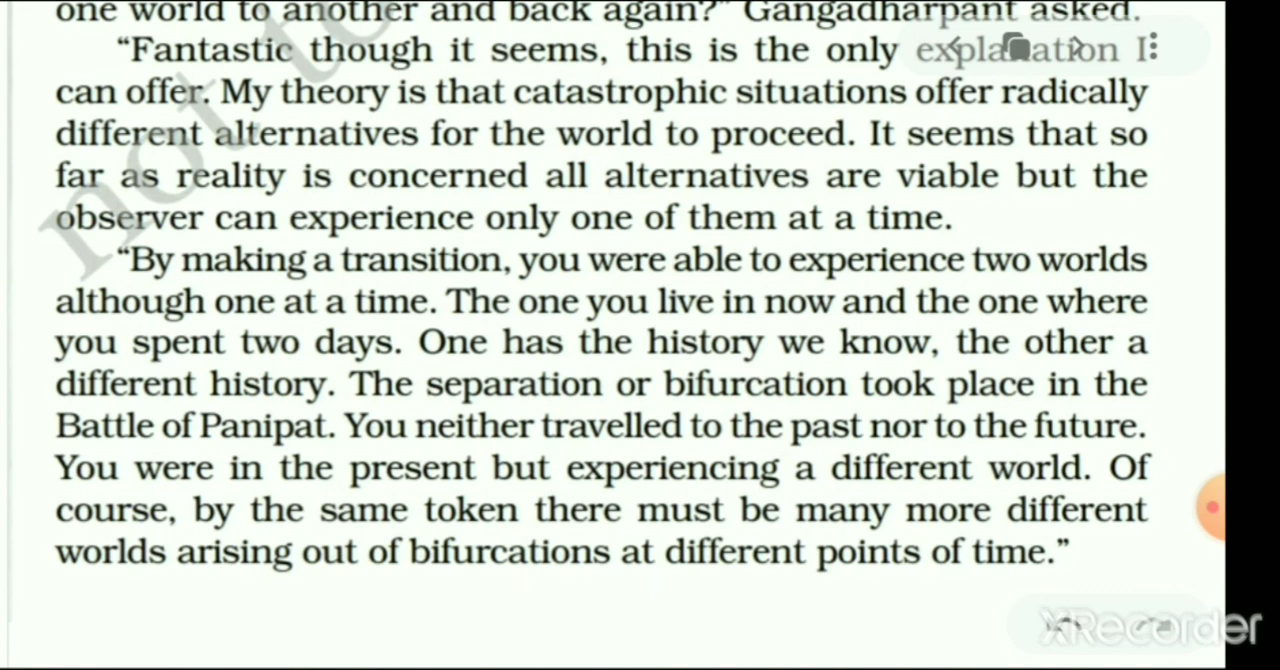 one world to another and back again?” Gangadharpant asked.
“Fantastic though it seems, this is the only explanation I
can offer. My theory is that catastrophic situations offer radically
different alternatives for the world to proceed. It seems that so
far as reality is concerned all alternatives are viable but the
observer can experience only one of them at a time.
“By making a transition, you were able to experience two worlds
although one at a time. The one you live in now and the one where
you spent two days. One has the history we know, the other a
different history. The separation or bifurcation took place in the
Battle of Panipat. You neither travelled to the past nor to the future.
You were in the present but experiencing a different world. Of
course, by the same token there must be many more different
worlds arising out of bifurcations at different points of time.”
not to
XRecorder